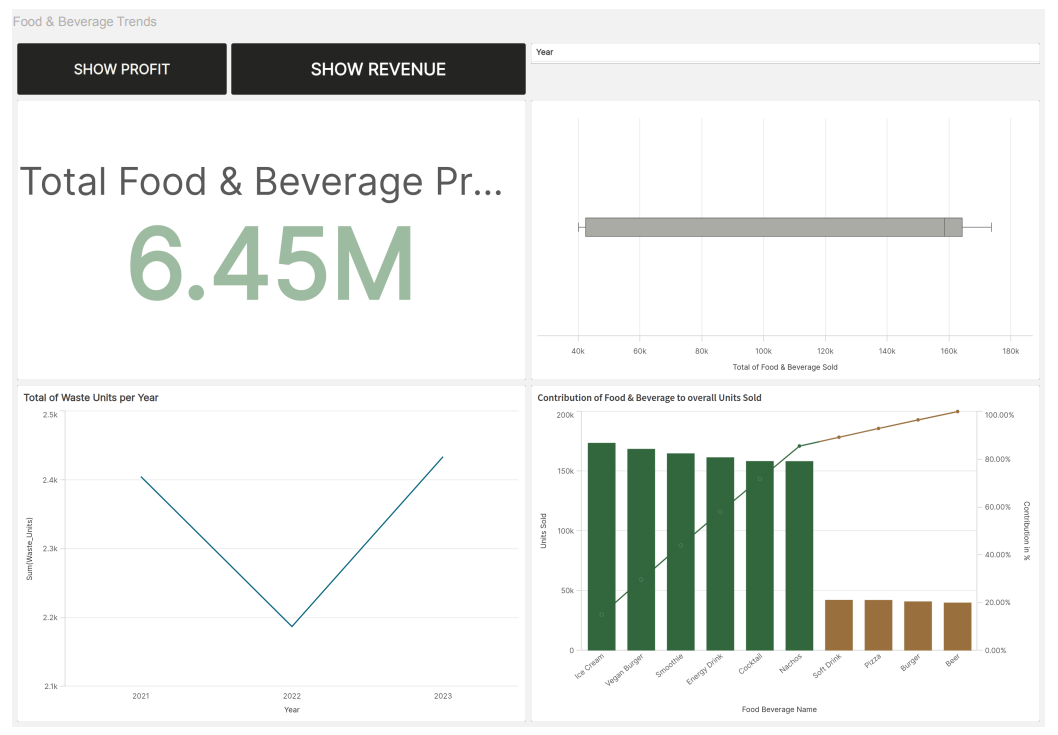 Food & Beverage Trends
SHOW PROFIT
SHOW REVENUE
Year
Total Food & Beverage Pr...
6.45M
40k 60k 80k 100k 120k 140k 160k 180k
Total of Food & Beverage Sold
Total of Waste Units per Year
2.5k
2.4k
2.3k
2.2k
2.1k
Sum(Waste_Units)
2021 2022 2023
Year
Contribution of Food & Beverage to overall Units Sold
200k
150k
100k
50k
0
Units Sold
100.00%
80.00%
60.00%
40.00%
20.00%
0.00%
Contribution in %
Ice Cream
Vegan Burger
Smoothie
Energy Drink
Cocktail
Nachos
Soft Drink
Pizza
Burger
Beer
Food Beverage Name